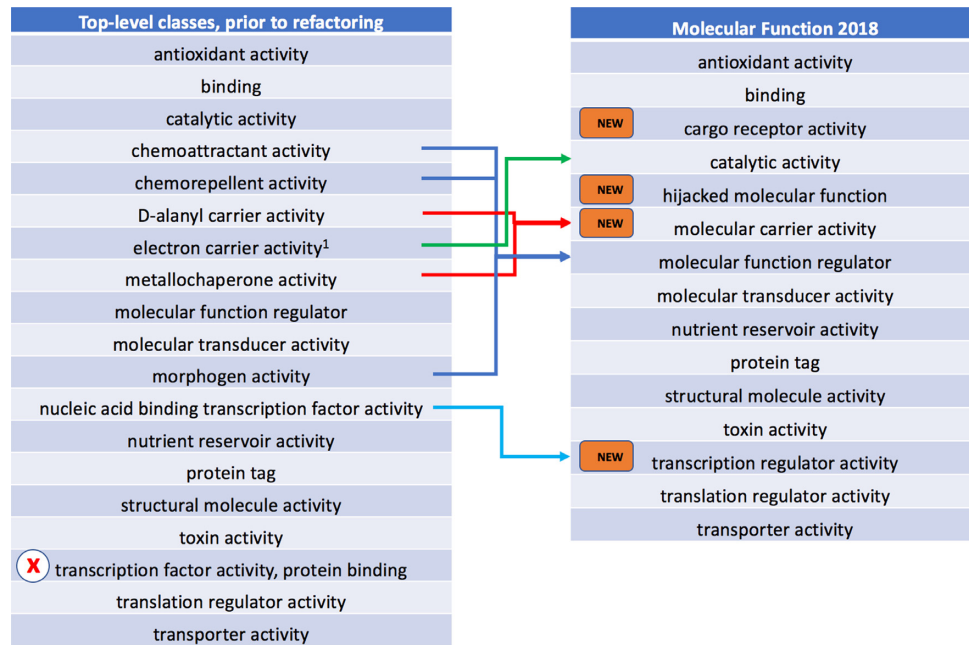 Top-level classes, prior to refactoring
antioxidant activity
binding
catalytic activity
chemoattractant activity
chemorepellent activity
D-alanyl carrier activity
electron carrier activity1
metallochaperone activity
molecular function regulator
molecular transducer activity
morphogen activity
nucleic acid binding transcription factor activity
nutrient reservoir activity
protein tag
structural molecule activity
toxin activity
X transcription factor activity, protein binding
translation regulator activity
transporter activity
Molecular Function 2018
antioxidant activity
binding
NEW cargo receptor activity
catalytic activity
NEW hijacked molecular function
NEW molecular carrier activity
molecular function regulator
molecular transducer activity
nutrient reservoir activity
protein tag
structural molecule activity
toxin activity
NEW transcription regulator activity
translation regulator activity
transporter activity